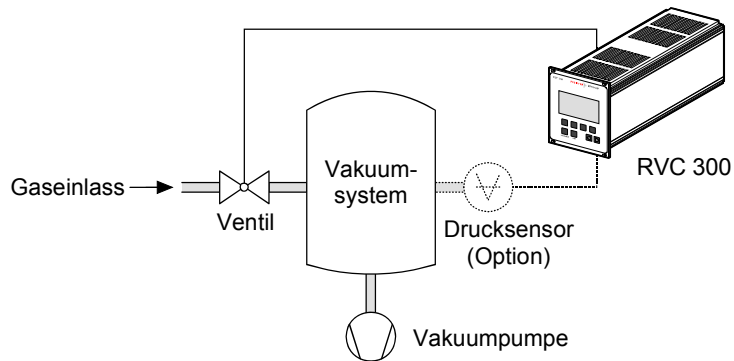 Gaseinlass
Ventil
Vakuum-
system
Drucksensor
(Option)
RVC 300
Vakuumpumpe